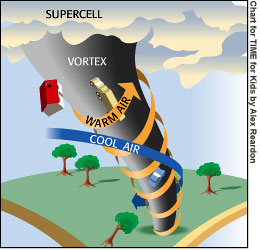 SUPERCELL
VORTEX
WARM AIR
COOL AIR
Chart for TIME for Kids by Alex Reardon